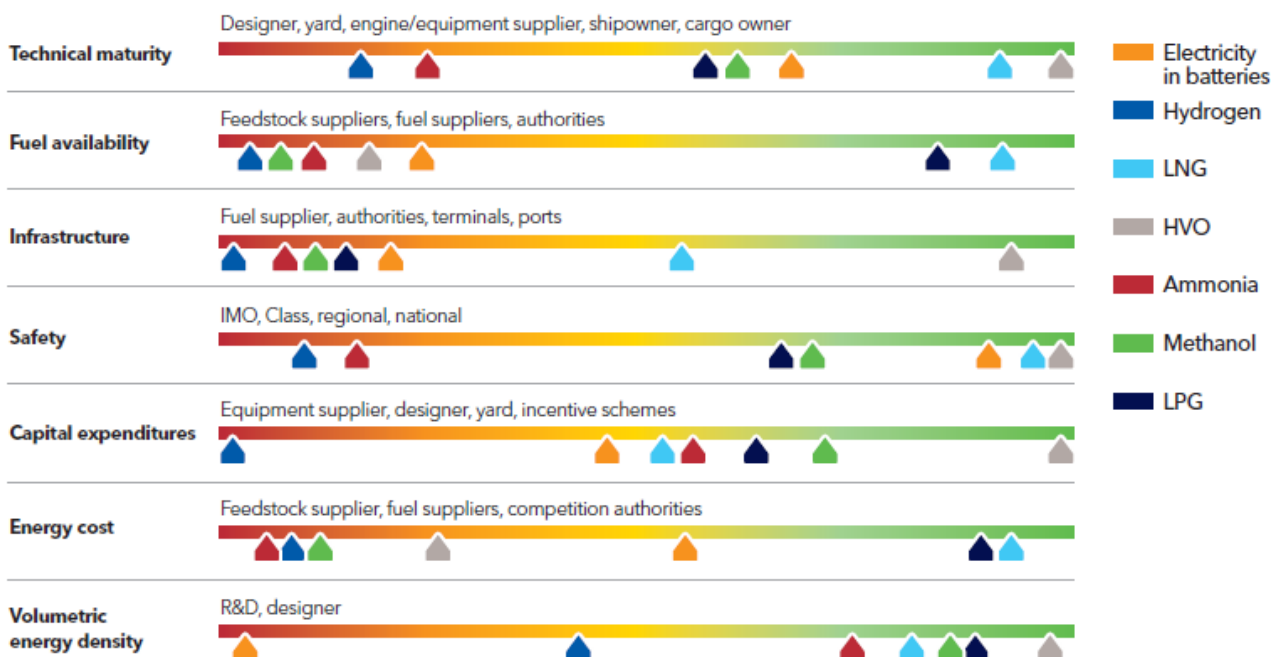 Designer, yard, engine/equipment supplier, shipowner, cargo owner
Technical maturity
Feedstock suppliers, fuel suppliers, authorities
Fuel availability
Fuel supplier, authorities, terminals, ports
Infrastructure
IMO, Class, regional, national
Safety
Equipment supplier, designer, yard, incentive schemes
Capital expenditures
Feedstock supplier, fuel suppliers, competition authorities
Energy cost
R&D, designer
Volumetric
energy density
Electricity
in batteries
Hydrogen
LNG
HVO
Ammonia
Methanol
LPG